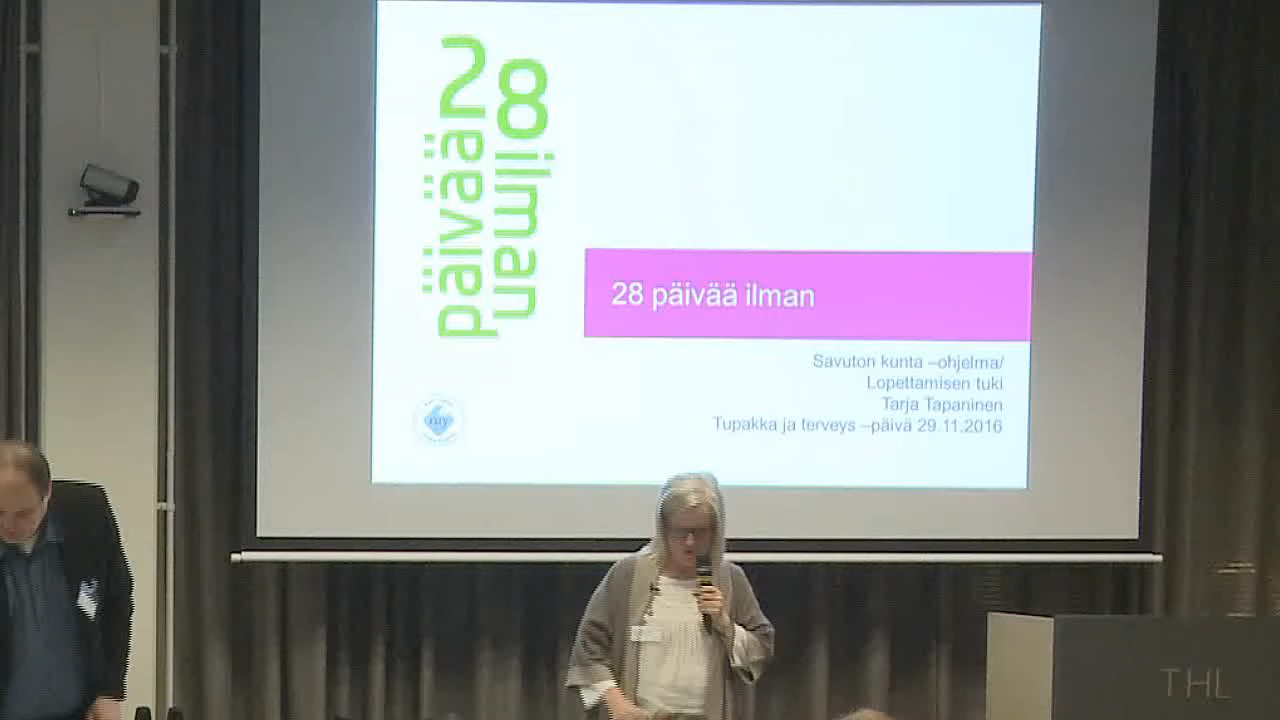 28
päivää
ilman
28 päivää ilman
Savuton kunta –ohjelma/
Lopettamisen tuki
Tarja Tapaninen
Tupakka ja terveys –päivä 29.11.2016
THL